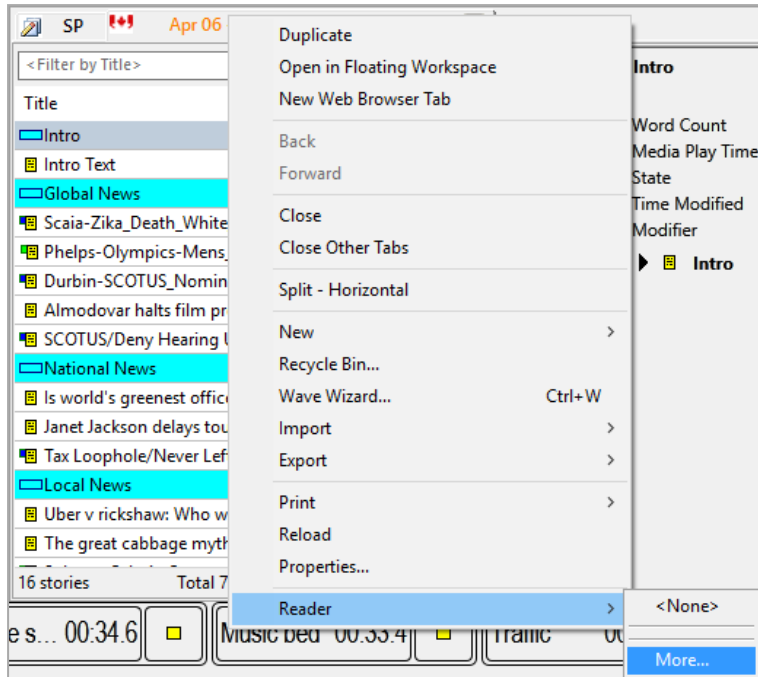 SP
Apr 06
<Filter by Title>
Title
Intro
Intro Text
Global News
Scaia-Zika_Death_White
Phelps-Olympics-Mens_
Durbin-SCOTUS_Nomin
Almodovar halts film pr
SCOTUS/Deny Hearing
National News
Is world's greenest offic
Janet Jackson delays tou
Tax Loophole/Never Lef
Local News
Uber v rickshaw: Who w
The great cabbage myth
16 stories Total 7
Duplicate
Open in Floating Workspace
New Web Browser Tab
Back
Forward
Close
Close Other Tabs
Split - Horizontal
New
Recycle Bin...
Wave Wizard... Ctrl+W
Import
Export
Print
Reload
Properties...
Reader
<None>
More...
Intro
Word Count
Media Play Time
State
Time Modified
Modifier
Intro
e s... 00:34.6
Music bed 00:33.4
Traffic 00